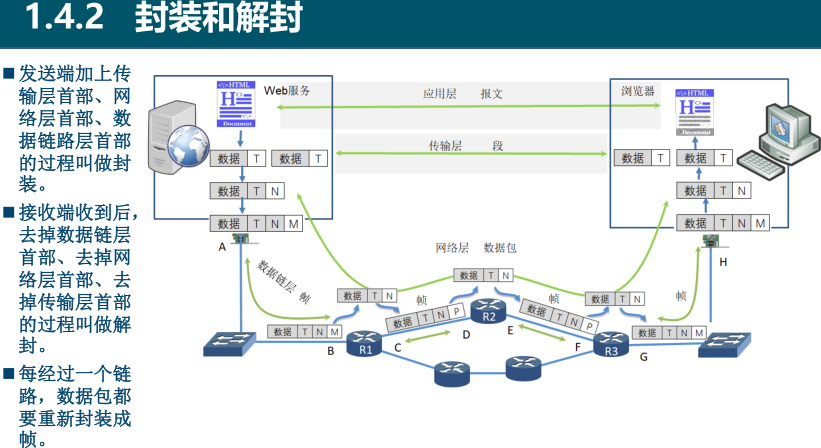 1.4.2 封装和解封
■发送端加上传
输层首部、网
络层首部、数
据链路层首部
的过程叫做封
装。
■接收端收到后,
去掉数据链层
首部、去掉网
络层首部、去
掉传输层首部
的过程叫做解
封。
■每经过一个链
路，数据包都
要重新封装成
帧。
<>HTML
H
Document
Web服务
应用层 报文
浏览器
<>HTML
H
Document
传输层 段
数据 T
数据 T
数据 T
数据 T
数据 T N
数据 T N
数据 T N M
数据 T N M
A
H
网络层 数据包
数据链层 帧
数据 T N
数据 T N
数据 T N
帧
帧
帧
数据 T N M
数据 T N P
数据 T N P
数据 T N M
B
R1
C
D
R2
E
F
R3
G